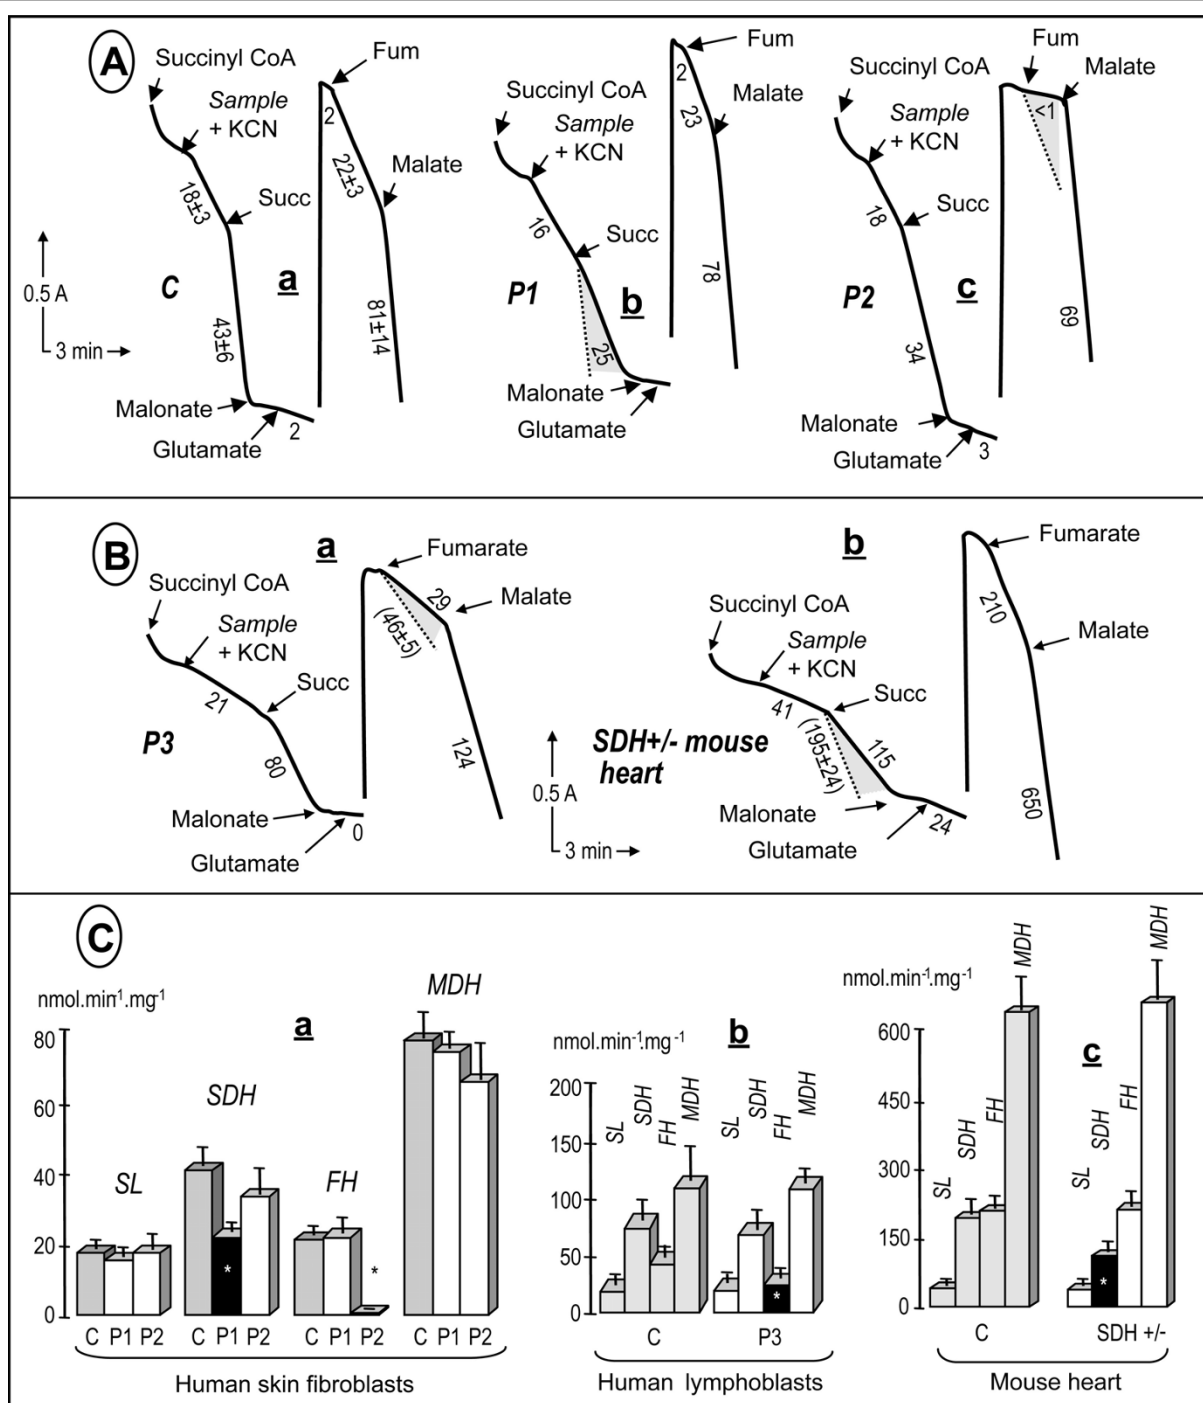 A
Succinyl CoA
Sample
+ KCN
18±3
Succ
C
a
43±6
Malonate
Glutamate
2
Fum
2
22±3
Malate
81±14
0.5 A
3 min
Succinyl CoA
Sample
+ KCN
16
Succ
P1
b
25
Malonate
Glutamate
Fum
2
23
Malate
78
Succinyl CoA
Sample
+ KCN
18
Succ
P2
c
34
Malonate
Glutamate
3
Fum
Malate
<1
69
B
a
Succinyl CoA
Sample
+ KCN
21
Succ
P3
80
Malonate
Glutamate
0
Fumarate
29
(46±5)
Malate
124
b
Succinyl CoA
Sample
+ KCN
41
Succ
(195±24)
115
SDH+/- mouse
heart
0.5 A
3 min
Malonate
Glutamate
24
Fumarate
210
Malate
650
C
nmol.min-1.mg-1
a
80
60
40
20
0
SL
SDH
FH
MDH
*
*
C P1 P2 C P1 P2 C P1 P2 C P1 P2
Human skin fibroblasts
nmol.min-1.mg-1
b
200
150
100
50
0
SL SDH FH MDH SL SDH FH MDH
*
C P3
Human lymphoblasts
nmol.min-1.mg-1
c
600
450
300
150
0
SL SDH FH MDH SL SDH FH MDH
*
C SDH +/-
Mouse heart